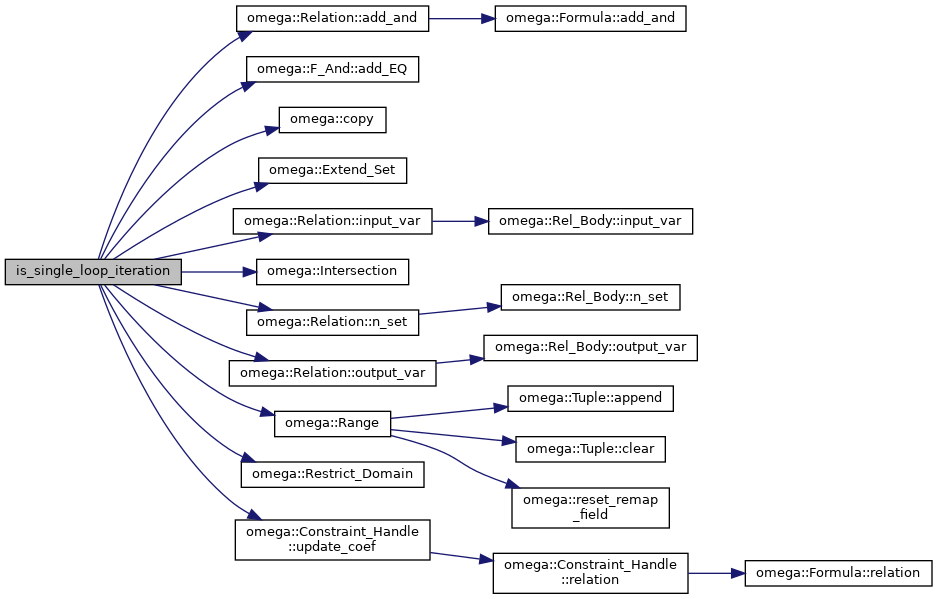 omega::Relation::add_and
omega::Formula::add_and
omega::F_And::add_EQ
omega::copy
omega::Extend_Set
omega::Relation::input_var
omega::Rel_Body::input_var
is_single_loop_iteration
omega::Intersection
omega::Relation::n_set
omega::Rel_Body::n_set
omega::Relation::output_var
omega::Rel_Body::output_var
omega::Range
omega::Tuple::append
omega::Tuple::clear
omega::reset_remap
_field
omega::Restrict_Domain
omega::Constraint_Handle
::update_coef
omega::Constraint_Handle
::relation
omega::Formula::relation